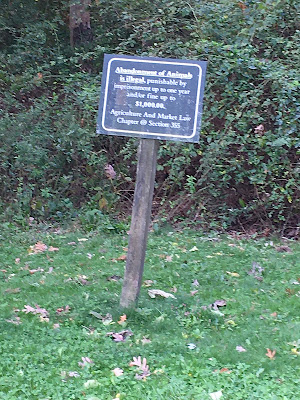 Abandonment of Animals
is illegal, punishable by
imprisonment up to one year
and/or fine up to
$1,000.00.
Agriculture And Market Law
Chapter @ Section 355